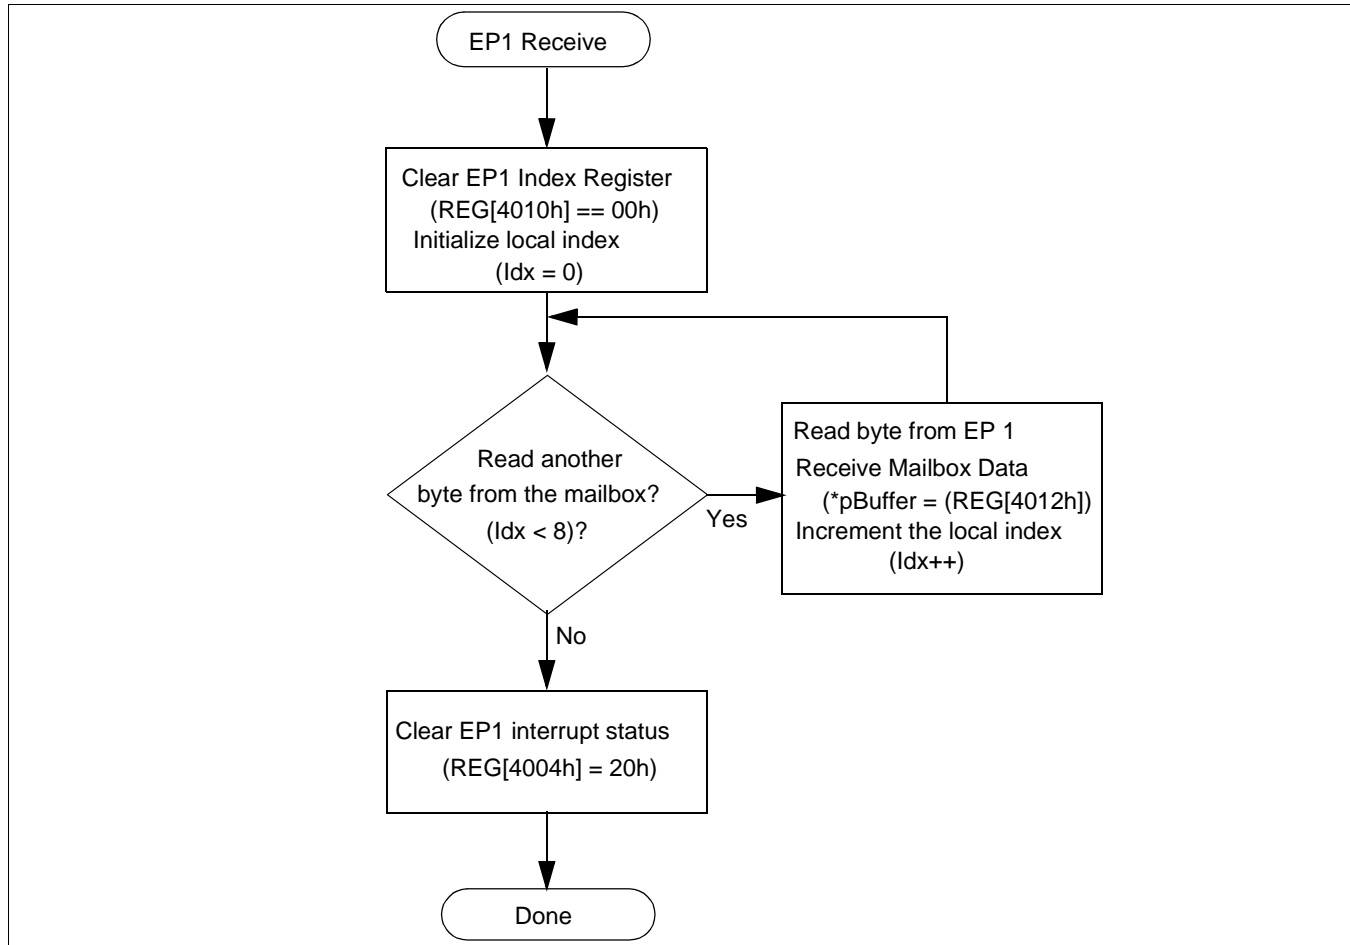 EP1 Receive
Clear EP1 Index Register
(REG[4010h] == 00h)
Initialize local index
(Idx = 0)
Read another
byte from the mailbox?
(Idx < 8)?
Yes
Read byte from EP 1
Receive Mailbox Data
(*pBuffer = (REG[4012h])
Increment the local index
(Idx++)
No
Clear EP1 interrupt status
(REG[4004h] = 20h)
Done